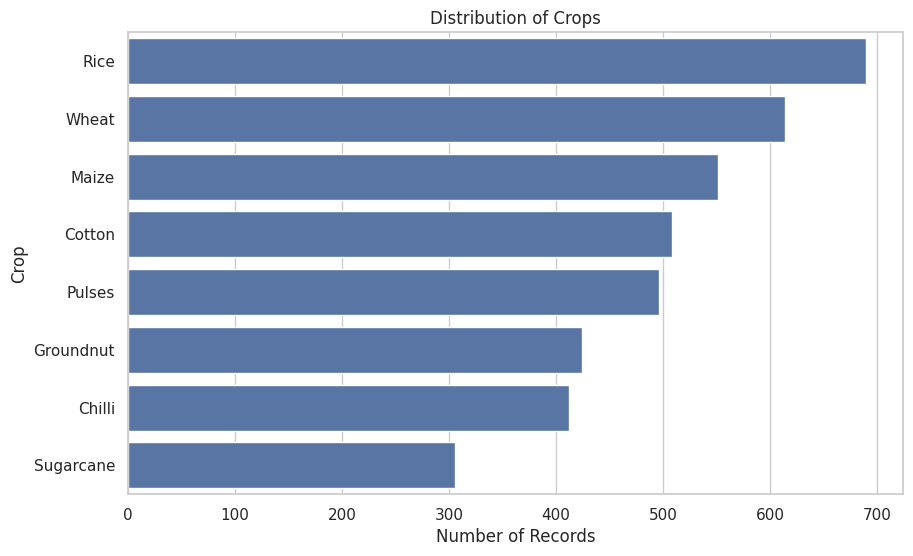 Distribution of Crops
Rice
Wheat
Maize
Cotton
Pulses
Groundnut
Chilli
Sugarcane
Crop
0 100 200 300 400 500 600 700
Number of Records